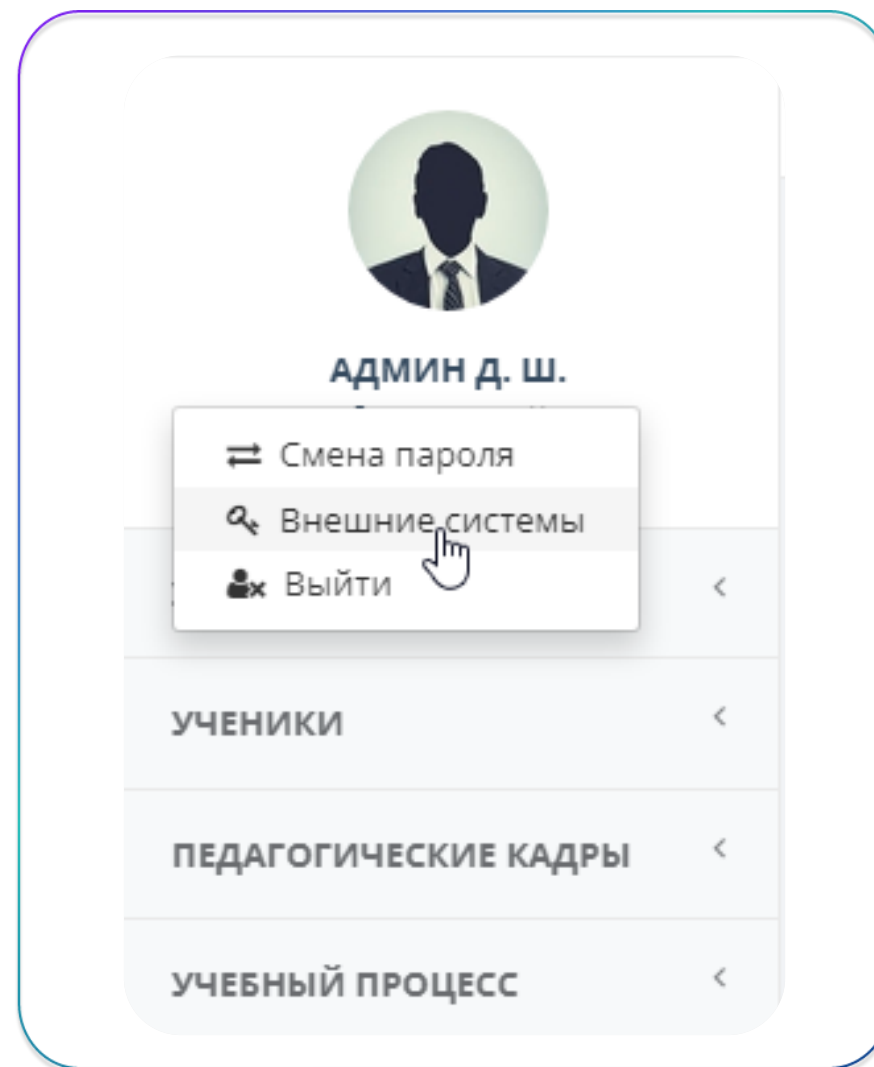 АДМИН Д. Ш.
Смена пароля
Внешние системы
Выйти
УЧЕНИКИ
ПЕДАГОГИЧЕСКИЕ КАДРЫ
УЧЕБНЫЙ ПРОЦЕСС